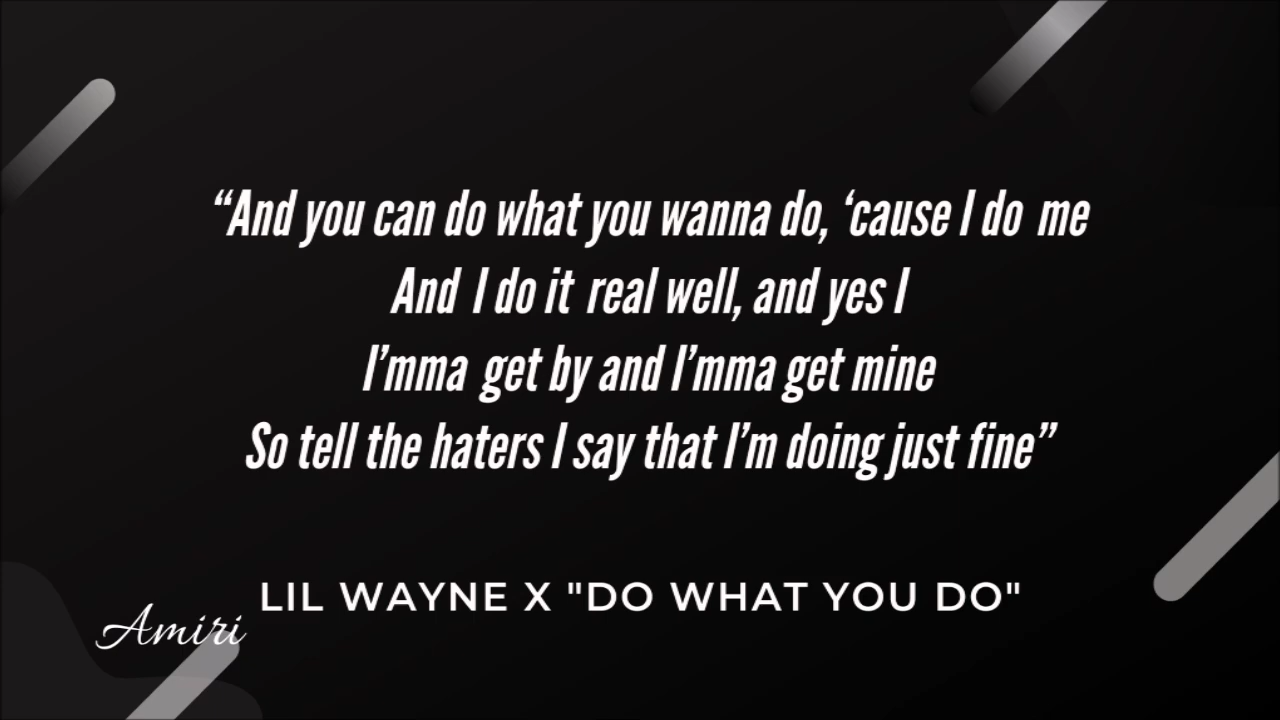 “And you can do what you wanna do, ‘cause I do me
And I do it real well, and yes I
I’mma get by and I’mma get mine
So tell the haters I say that I’m doing just fine”
LIL WAYNE X "DO WHAT YOU DO"
Amiri